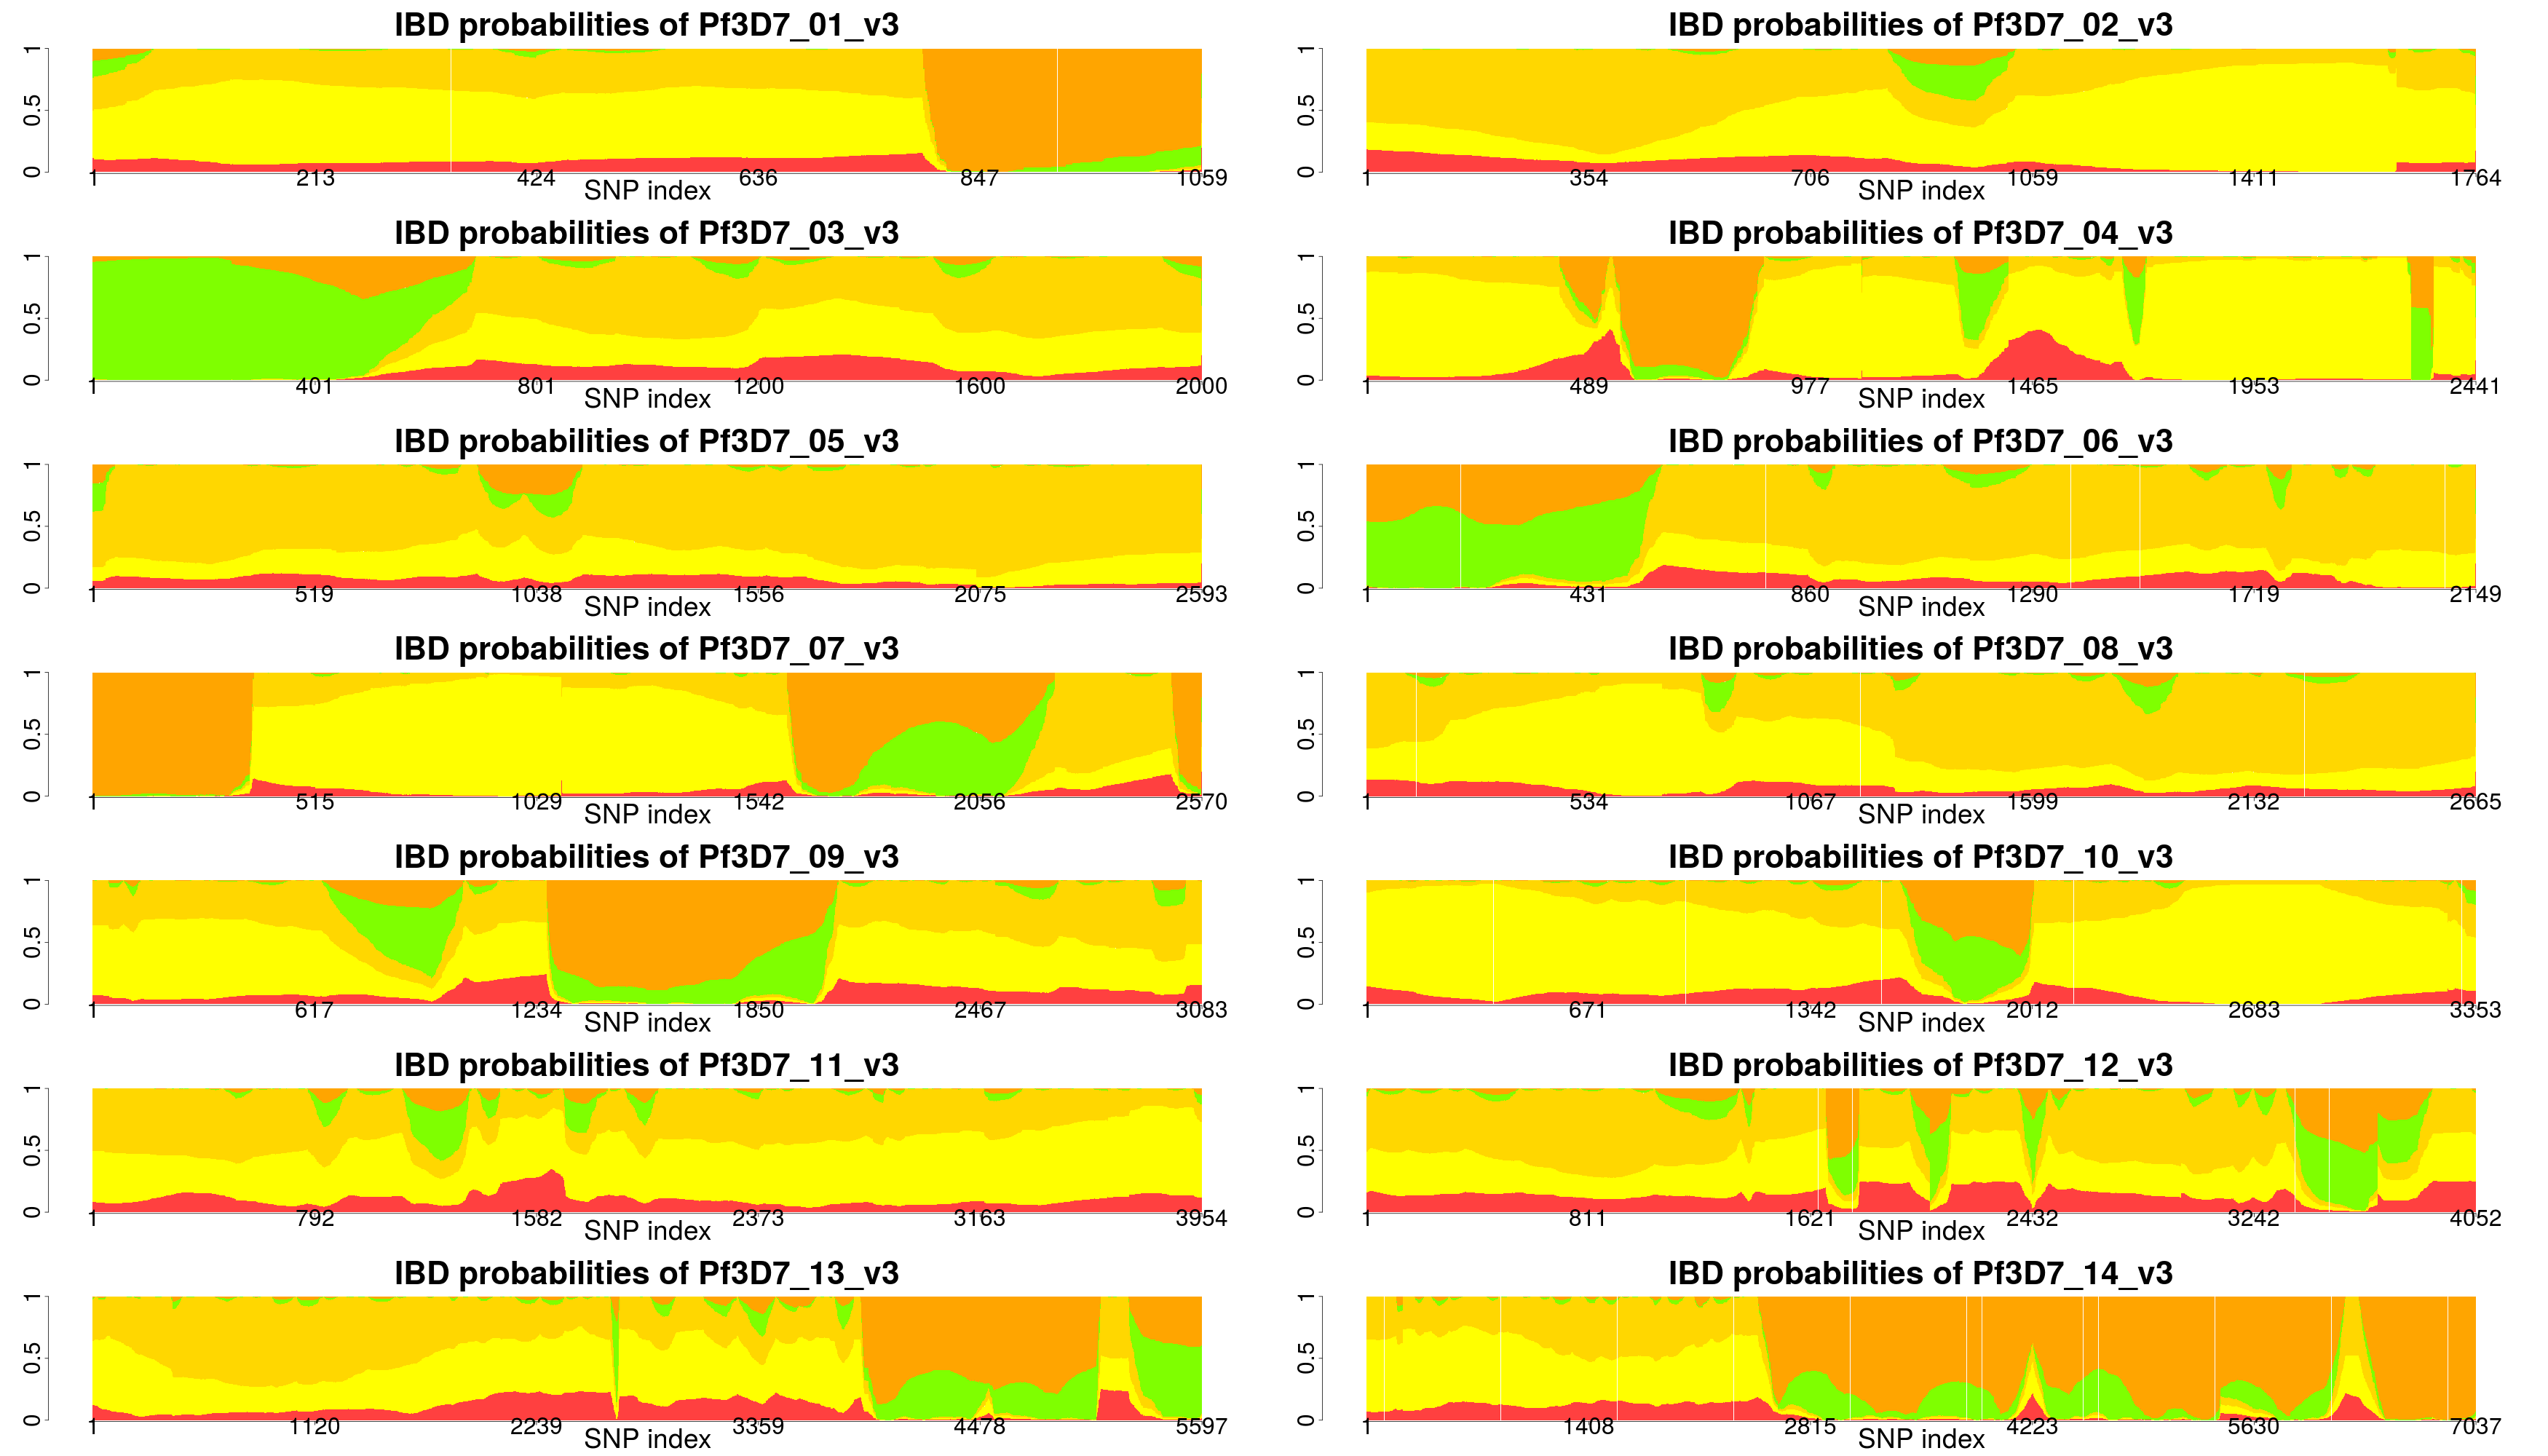 IBD probabilities of Pf3D7_01_v3
0 0.5 1
1 213 424 636 847 1059
SNP index
IBD probabilities of Pf3D7_02_v3
0 0.5 1
1 354 706 1059 1411 1764
SNP index
IBD probabilities of Pf3D7_03_v3
0 0.5 1
1 401 801 1200 1600 2000
SNP index
IBD probabilities of Pf3D7_04_v3
0 0.5 1
1 489 977 1465 1953 2441
SNP index
IBD probabilities of Pf3D7_05_v3
0 0.5 1
1 519 1038 1556 2075 2593
SNP index
IBD probabilities of Pf3D7_06_v3
0 0.5 1
1 431 860 1290 1719 2149
SNP index
IBD probabilities of Pf3D7_07_v3
0 0.5 1
1 515 1029 1542 2056 2570
SNP index
IBD probabilities of Pf3D7_08_v3
0 0.5 1
1 534 1067 1599 2132 2665
SNP index
IBD probabilities of Pf3D7_09_v3
0 0.5 1
1 617 1234 1850 2467 3083
SNP index
IBD probabilities of Pf3D7_10_v3
0 0.5 1
1 671 1342 2012 2683 3353
SNP index
IBD probabilities of Pf3D7_11_v3
0 0.5 1
1 792 1582 2373 3163 3954
SNP index
IBD probabilities of Pf3D7_12_v3
0 0.5 1
1 811 1621 2432 3242 4052
SNP index
IBD probabilities of Pf3D7_13_v3
0 0.5 1
1 1120 2239 3359 4478 5597
SNP index
IBD probabilities of Pf3D7_14_v3
0 0.5 1
1 1408 2815 4223 5630 7037
SNP index